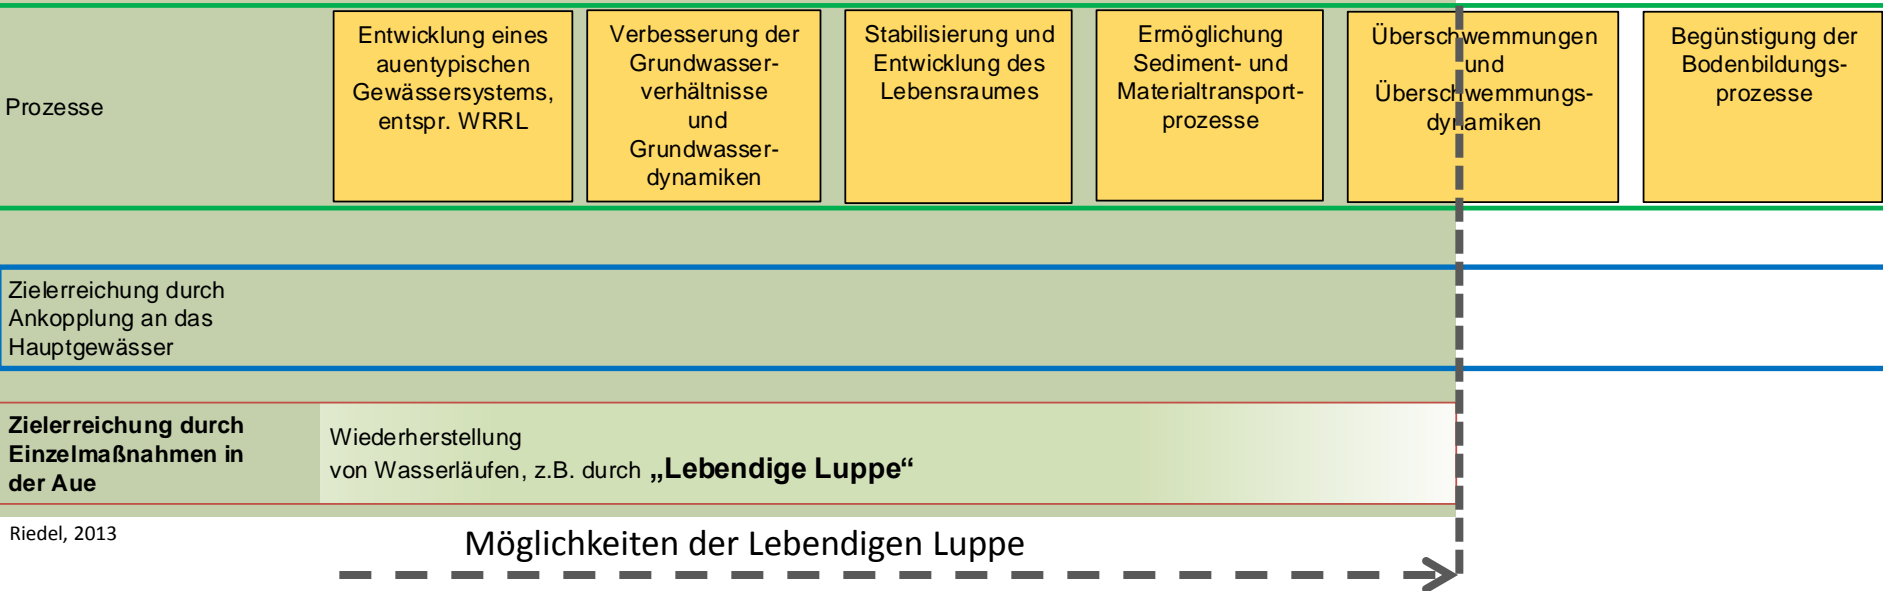 Prozesse
Entwicklung eines
auentypischen
Gewässersystems,
entspr. WRRL
Verbesserung der
Grundwasser-
verhältnisse
und
Grundwasser-
dynamiken
Stabilisierung und
Entwicklung des
Lebensraumes
Ermöglichung
Sediment- und
Materialtransport-
prozesse
Überschwemmungen
und
Überschwemmungs-
dynamiken
Begünstigung der
Bodenbildungs-
prozesse
Zielerreichung durch
Ankopplung an das
Hauptgewässer
Zielerreichung durch
Einzelmaßnahmen in
der Aue
Wiederherstellung
von Wasserläufen, z.B. durch „Lebendige Luppe“
Riedel, 2013
Möglichkeiten der Lebendigen Luppe